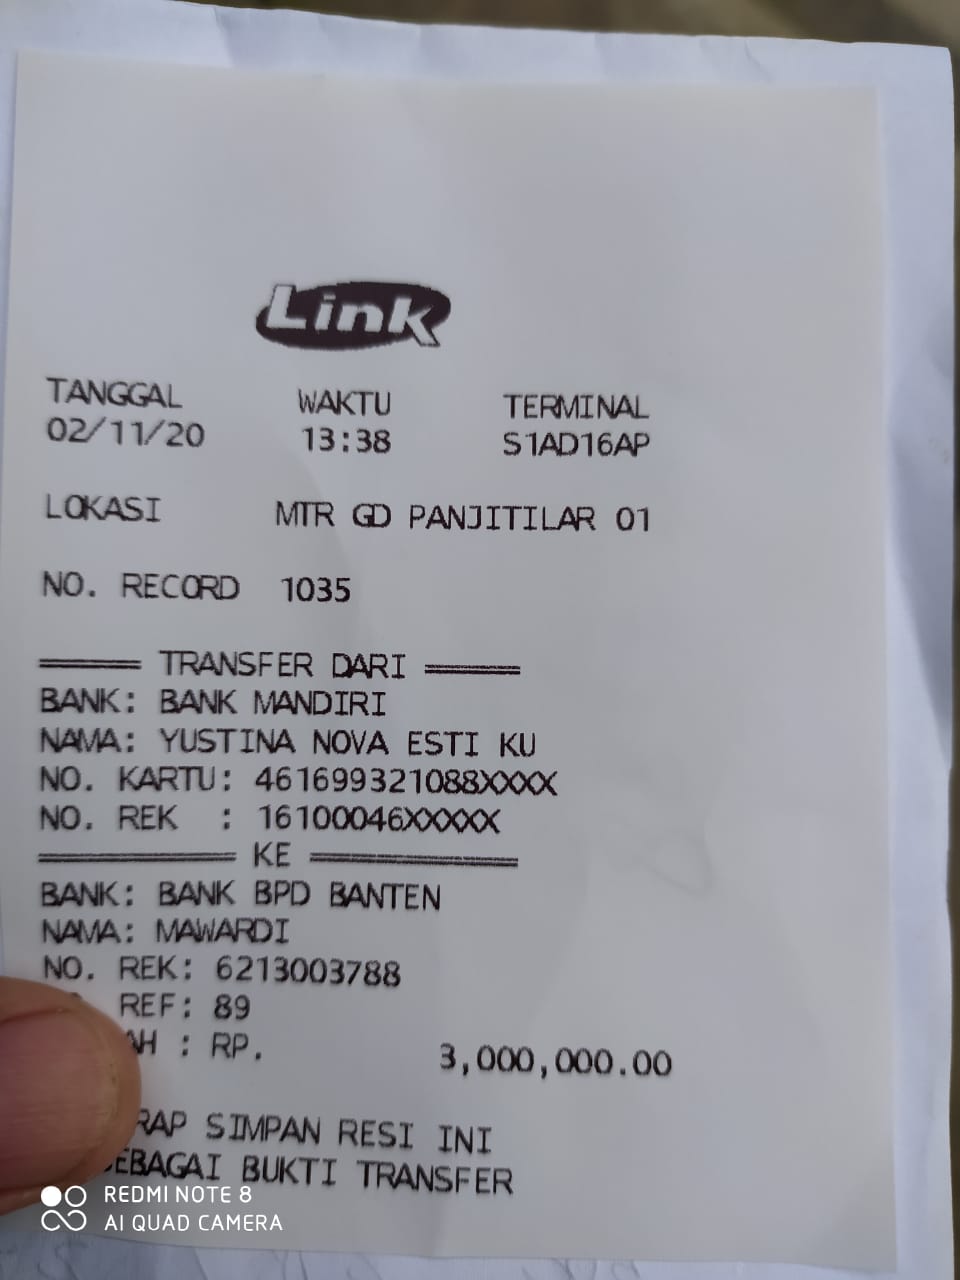 Link
TANGGAL WAKTU TERMINAL
02/11/20 13:38 S1AD16AP
LOKASI MTR GD PANJITILAR 01
NO. RECORD 1035
===== TRANSFER DARI =====
BANK: BANK MANDIRI
NAMA: YUSTINA NOVA ESTI KU
NO. KARTU: 461699321088XXXX
NO. REK : 16100046XXXXX
========== KE ==========
BANK: BANK BPD BANTEN
NAMA: MAWARDI
NO. REK: 6213003788
REF: 89
AH : RP. 3,000,000.00
RAP SIMPAN RESI INI
SEBAGAI BUKTI TRANSFER
REDMI NOTE 8
AI QUAD CAMERA